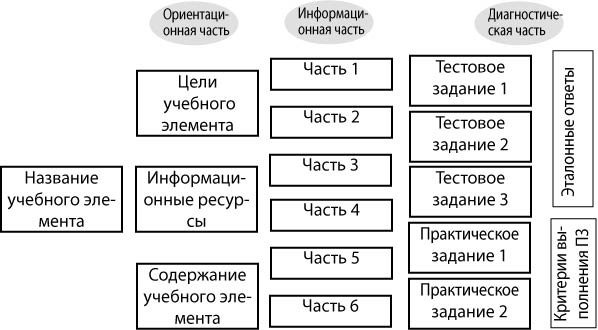 Ориентаци-
онная часть
Информаци-
онная часть
Диагностиче-
ская часть
Название
учебного эле-
мента
Цели
учебного
элемента
Информаци-
онные ресур-
сы
Содержание
учебного эле-
мента
Часть 1
Часть 2
Часть 3
Часть 4
Часть 5
Часть 6
Тестовое
задание 1
Тестовое
задание 2
Тестовое
задание 3
Практическое
задание 1
Практическое
задание 2
Эталонные ответы
Критерии вы-
полнения ПЗ